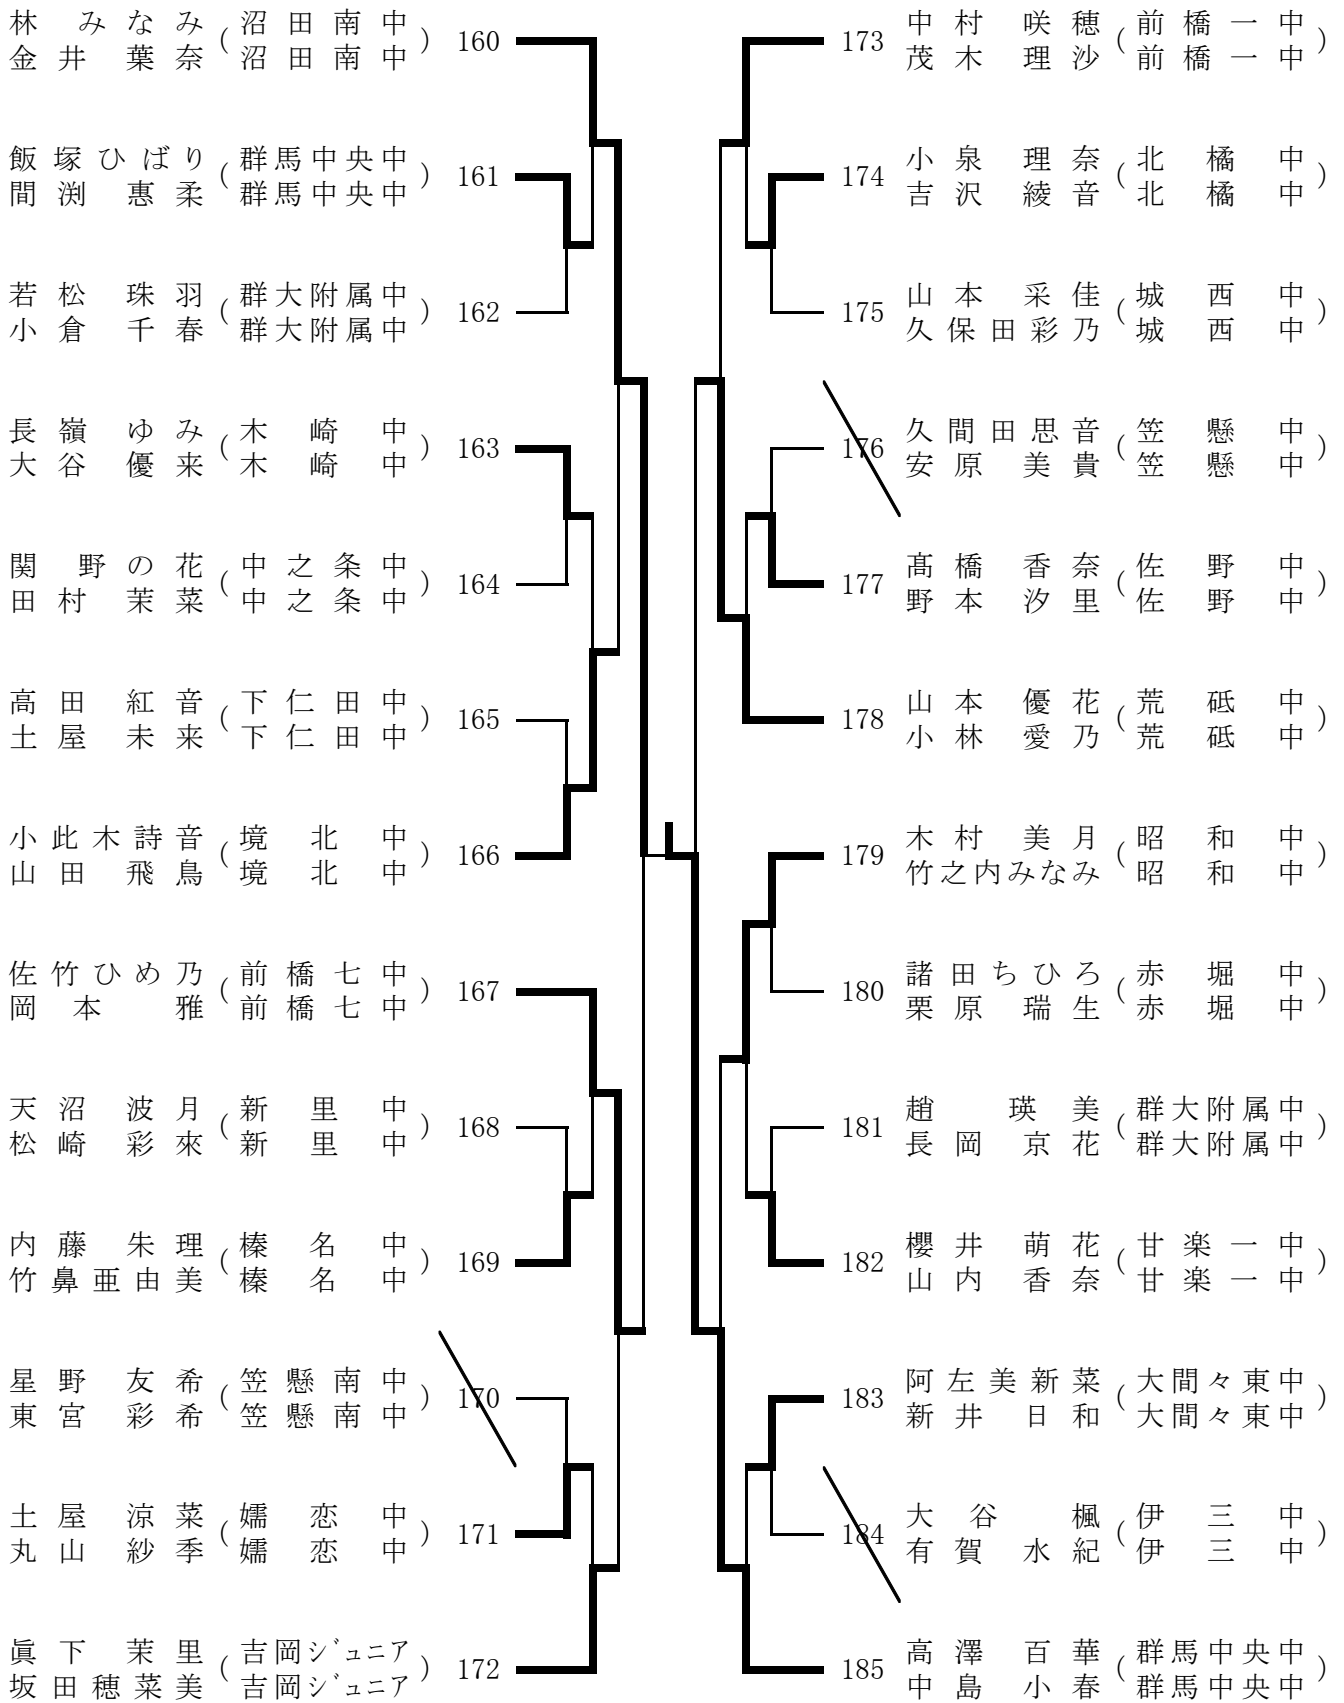 林 みなみ ( 沼田南中 ) 160
金井 葉奈 ( 沼田南中 )
飯塚ひばり ( 群馬中央中 ) 161
間渕 惠柔 ( 群馬中央中 )
若松 珠羽 ( 群大附属中 ) 162
小倉 千春 ( 群大附属中 )
長嶺 ゆみ ( 木崎中 ) 163
大谷 優来 ( 木崎中 )
関 野の花 ( 中之条中 ) 164
田村 茉菜 ( 中之条中 )
高田 紅音 ( 下仁田中 ) 165
土屋 未来 ( 下仁田中 )
小此木詩音 ( 境北中 ) 166
山田 飛鳥 ( 境北中 )
佐竹ひめ乃 ( 前橋七中 ) 167
岡本 雅 ( 前橋七中 )
天沼 波月 ( 新里中 ) 168
松崎 彩來 ( 新里中 )
内藤 朱理 ( 榛名中 ) 169
竹鼻亜由美 ( 榛名中 )
星野 友希 ( 笠懸南中 ) 170
東宮 彩希 ( 笠懸南中 )
土屋 涼菜 ( 嬬恋中 ) 171
丸山 紗季 ( 嬬恋中 )
眞下 茉里 ( 吉岡ジュニア ) 172
坂田穂菜美 ( 吉岡ジュニア )
173 中村 咲穂 ( 前橋一中 )
茂木 理沙 ( 前橋一中 )
174 小泉 理奈 ( 北橘中 )
吉沢 綾音 ( 北橘中 )
175 山本 采佳 ( 城西中 )
久保田彩乃 ( 城西中 )
176 久間田思音 ( 笠懸中 )
安原 美貴 ( 笠懸中 )
177 髙橋 香奈 ( 佐野中 )
野本 汐里 ( 佐野中 )
178 山本 優花 ( 荒砥中 )
小林 愛乃 ( 荒砥中 )
179 木村 美月 ( 昭和中 )
竹之内みなみ ( 昭和中 )
180 諸田ちひろ ( 赤堀中 )
栗原 瑞生 ( 赤堀中 )
181 趙 瑛美 ( 群大附属中 )
長岡 京花 ( 群大附属中 )
182 櫻井 萌花 ( 甘楽一中 )
山内 香奈 ( 甘楽一中 )
183 阿左美新菜 ( 大間々東中 )
新井 日和 ( 大間々東中 )
184 大谷 楓 ( 伊三中 )
有賀 水紀 ( 伊三中 )
185 高澤 百華 ( 群馬中央中 )
中島 小春 ( 群馬中央中 )